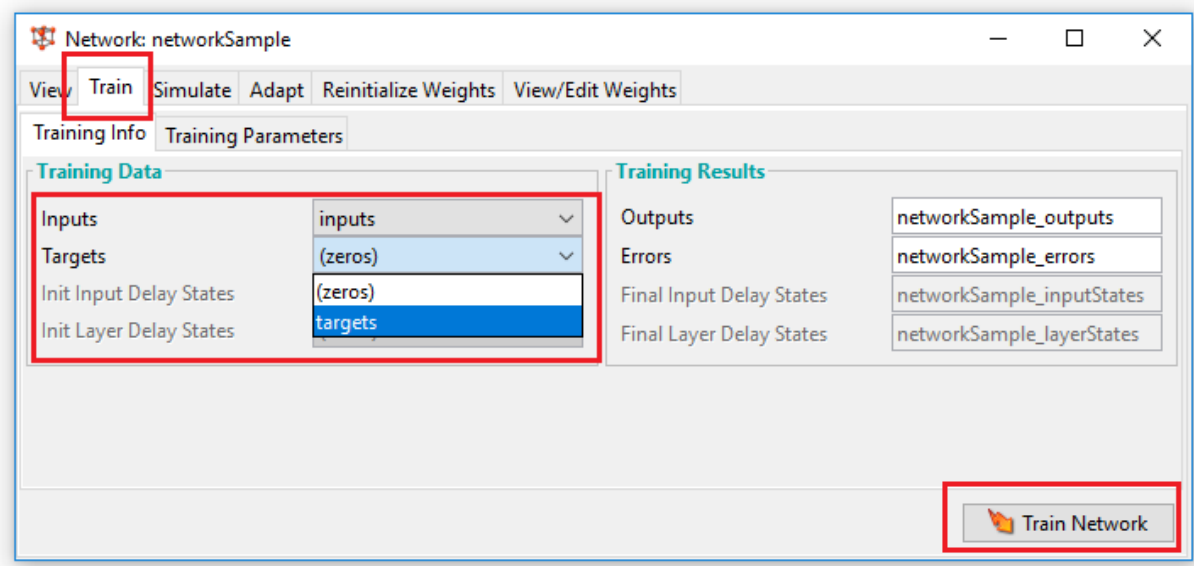 Network: networkSample
View Train Simulate Adapt Reinitialize Weights View/Edit Weights
Training Info Training Parameters
Training Data
Inputs inputs
Targets (zeros)
(zeros)
targets
Init Input Delay States
Init Layer Delay States
Training Results
Outputs networkSample_outputs
Errors networkSample_errors
Final Input Delay States networkSample_inputStates
Final Layer Delay States networkSample_layerStates
Train Network